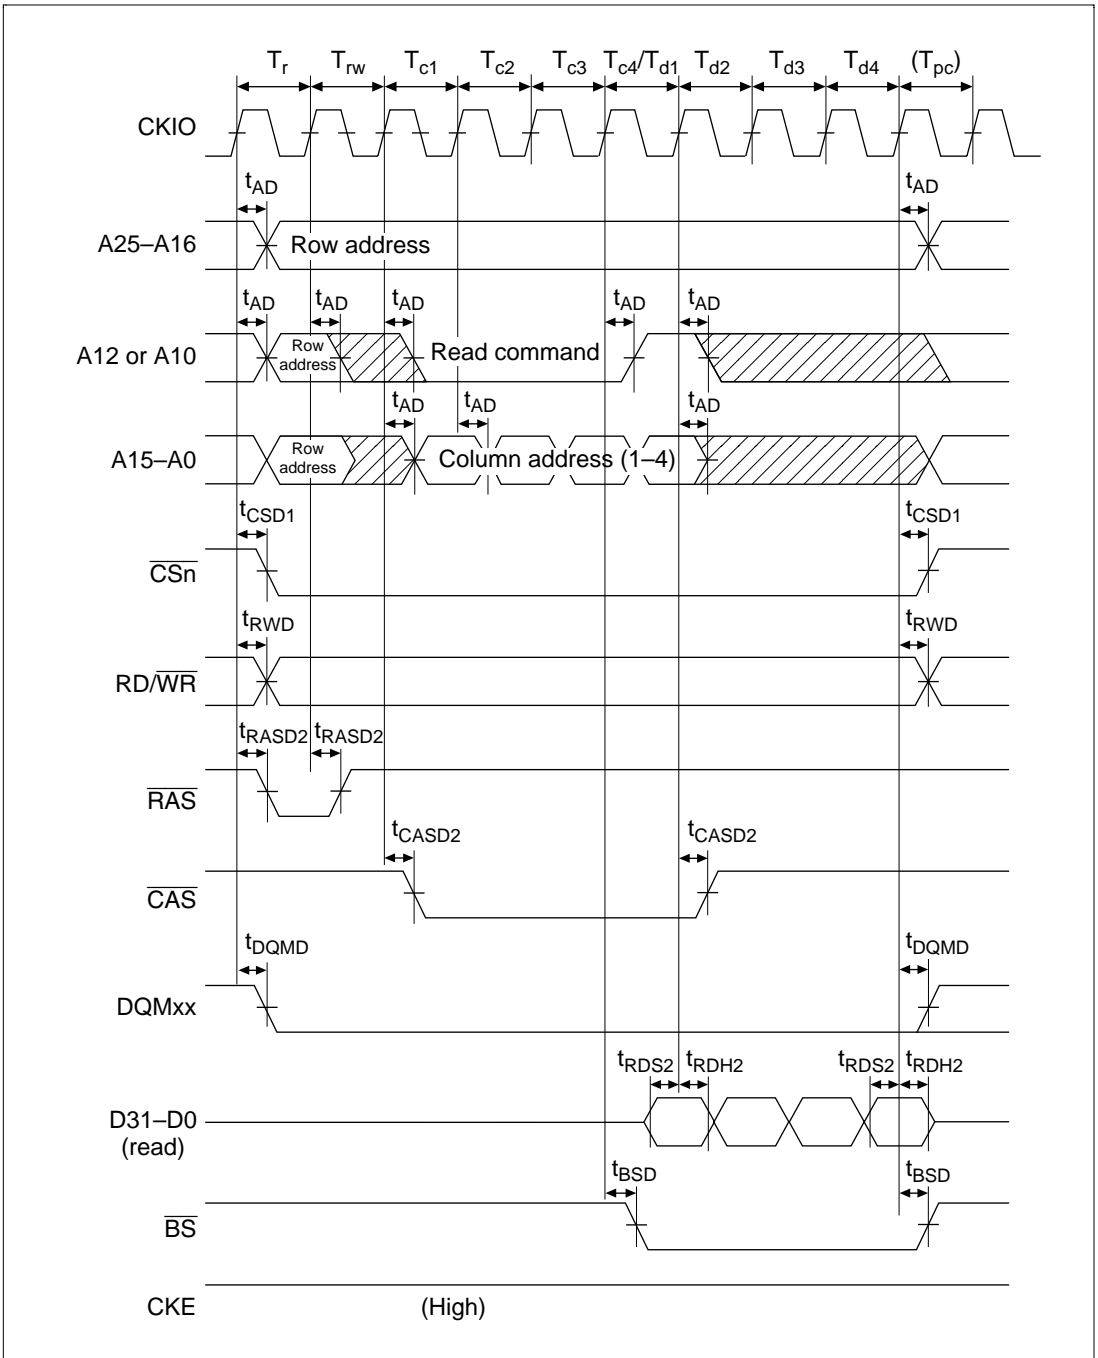 Tr Trw Tc1 Tc2 Tc3 Tc4/Td1 Td2 Td3 Td4 (Tpc)
CKIO
tAD tAD
A25–A16 Row address
tAD tAD tAD tAD tAD
A12 or A10 Row address Read command
tAD tAD tAD
A15–A0 Row address Column address (1–4)
tCSD1 tCSD1
CSn
tRWD tRWD
RD/WR
tRASD2 tRASD2
RAS
tCASD2 tCASD2
CAS
tDQMD tDQMD
DQMxx
tRDS2 tRDH2 tRDS2 tRDH2
D31–D0
(read)
tBSD tBSD
BS
CKE (High)